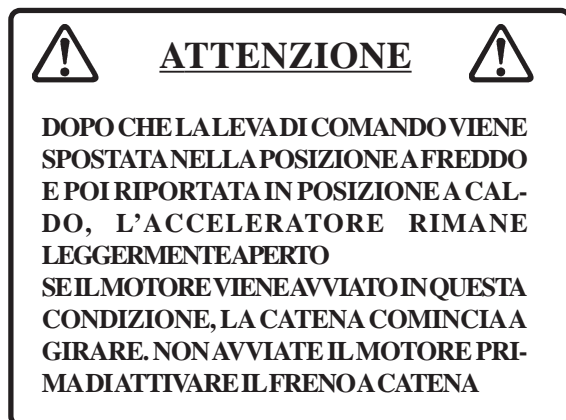 ATTENZIONE
DOPO CHE LA LEVA DI COMANDO VIENE
SPOSTATA NELLA POSIZIONE A FREDDO
E POI RIPORTATA IN POSIZIONE A CAL-
DO, L'ACCELERATORE RIMANE
LEGGERMENTE APERTO
SE IL MOTORE VIENE AVVIATO IN QUESTA
CONDIZIONE, LA CATENA COMINCIA A
GIRARE. NON AVVIATE IL MOTORE PRI-
MA DI ATTIVARE IL FRENO A CATENA